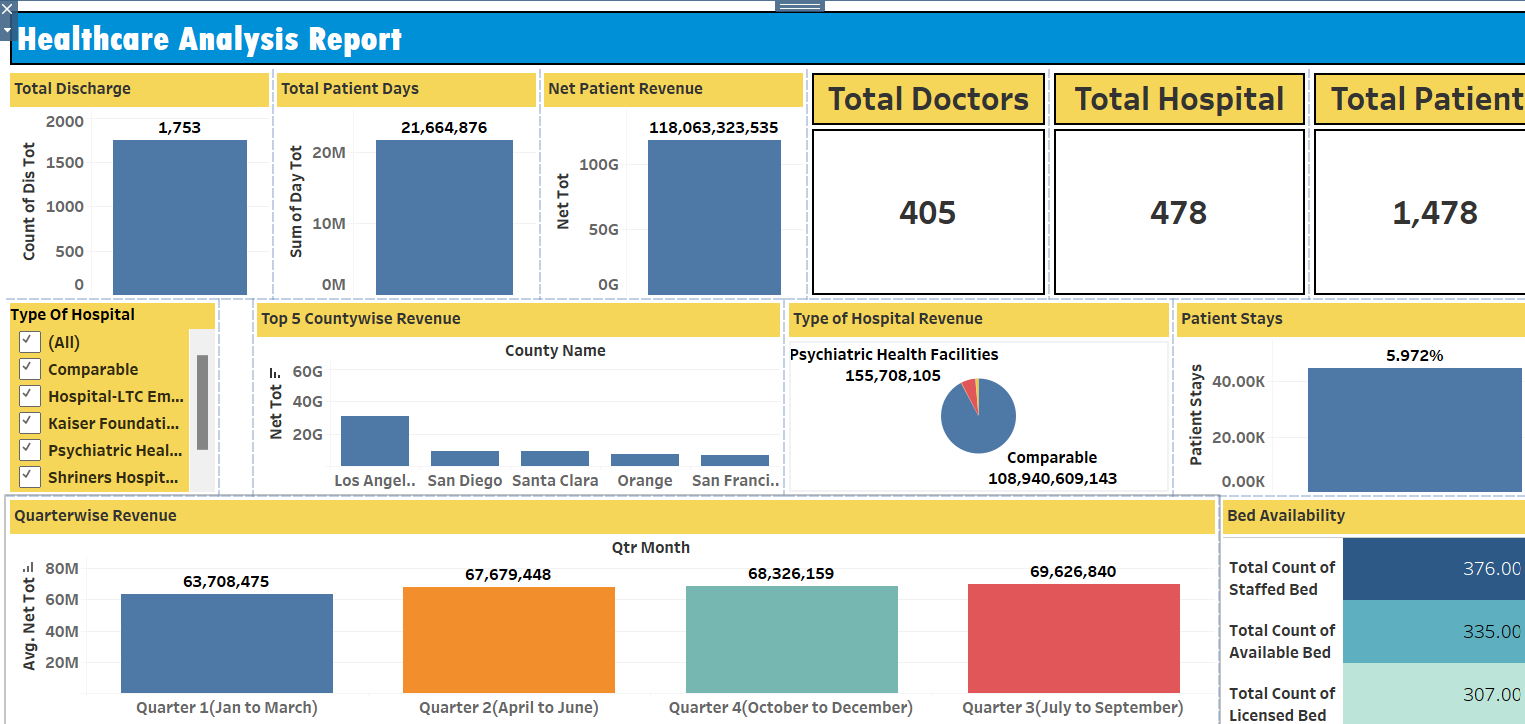 Healthcare Analysis Report
Total Discharge
2000
1500
1000
500
0
Count of Dis Tot
1,753
Total Patient Days
20M
10M
0M
Sum of Day Tot
21,664,876
Net Patient Revenue
100G
50G
0G
Net Tot
118,063,323,535
Total Doctors
405
Total Hospital
478
Total Patient
1,478
Type Of Hospital
(All)
Comparable
Hospital-LTC Em...
Kaiser Foundati...
Psychiatric Heal...
Shriners Hospit...
Top 5 Countywise Revenue
County Name
60G
40G
20G
Net Tot
Los Angel..
San Diego
Santa Clara
Orange
San Franci..
Type of Hospital Revenue
Psychiatric Health Facilities
155,708,105
Comparable
108,940,609,143
Patient Stays
5.972%
40.00K
20.00K
0.00K
Patient Stays
Quarterwise Revenue
Qtr Month
80M
60M
40M
20M
Avg. Net Tot
63,708,475
67,679,448
68,326,159
69,626,840
Quarter 1(Jan to March)
Quarter 2(April to June)
Quarter 4(October to December)
Quarter 3(July to September)
Bed Availability
Total Count of
Staffed Bed
376.00
Total Count of
Available Bed
335.00
Total Count of
Licensed Bed
307.00